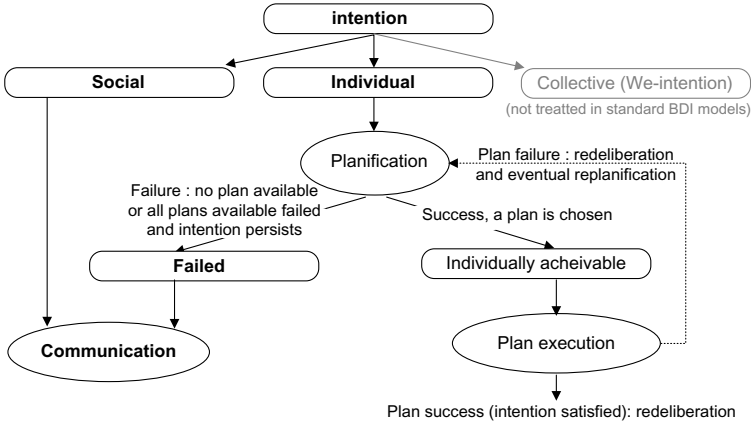 intention
Social
Individual
Collective (We-intention)
(not treatted in standard BDI models)
Planification
Plan failure : redeliberation
and eventual replanification
Failure : no plan available
or all plans available failed
and intention persists
Success, a plan is chosen
Failed
Individually acheivable
Communication
Plan execution
Plan success (intention satisfied): redeliberation